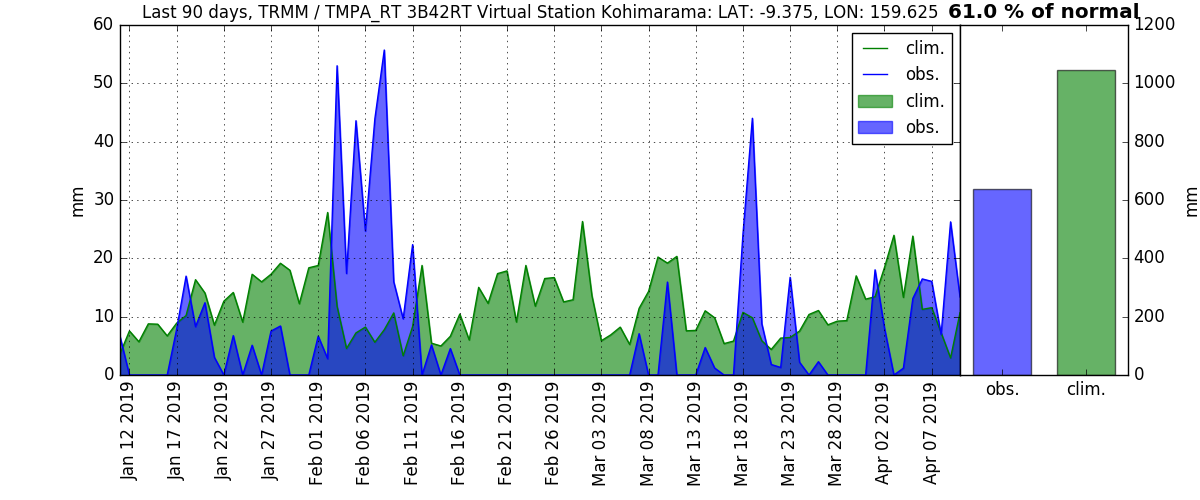 Last 90 days, TRMM / TMPA_RT 3B42RT Virtual Station Kohimarama: LAT: -9.375, LON: 159.625 61.0 % of normal
60
50
40
30
20
10
0
mm
clim.
obs.
clim.
obs.
1200
1000
800
600
400
200
0
mm
Jan 12 2019
Jan 17 2019
Jan 22 2019
Jan 27 2019
Feb 01 2019
Feb 06 2019
Feb 11 2019
Feb 16 2019
Feb 21 2019
Feb 26 2019
Mar 03 2019
Mar 08 2019
Mar 13 2019
Mar 18 2019
Mar 23 2019
Mar 28 2019
Apr 02 2019
Apr 07 2019
obs.
clim.